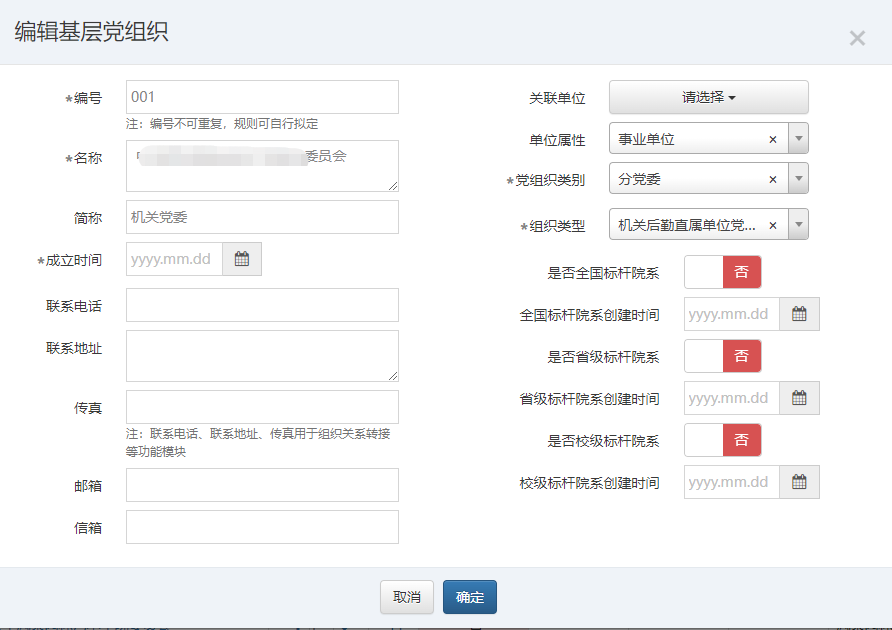 编辑基层党组织
×
*编号
001
注：编号不可重复，规则可自行拟定
*名称
委员会
简称
机关党委
*成立时间
yyyy.mm.dd
联系电话
联系地址
传真
注：联系电话、联系地址、传真用于组织关系转接
等功能模块
邮箱
信箱
关联单位
请选择
单位属性
事业单位 ×
*党组织类别
分党委 ×
*组织类型
机关后勤直属单位党... ×
是否全国标杆院系
否
全国标杆院系创建时间
yyyy.mm.dd
是否省级标杆院系
否
省级标杆院系创建时间
yyyy.mm.dd
是否校级标杆院系
否
校级标杆院系创建时间
yyyy.mm.dd
取消
确定